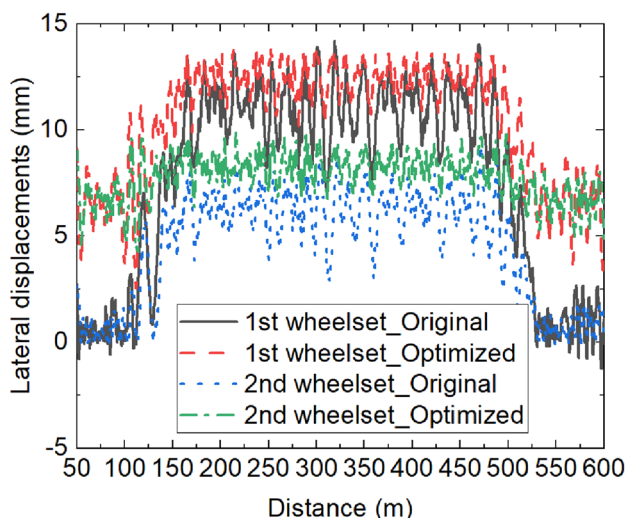 Lateral displacements (mm)
15
10
5
0
-5
1st wheelset_Original
1st wheelset_Optimized
2nd wheelset_Original
2nd wheelset_Optimized
50 100 150 200 250 300 350 400 450 500 550 600
Distance (m)